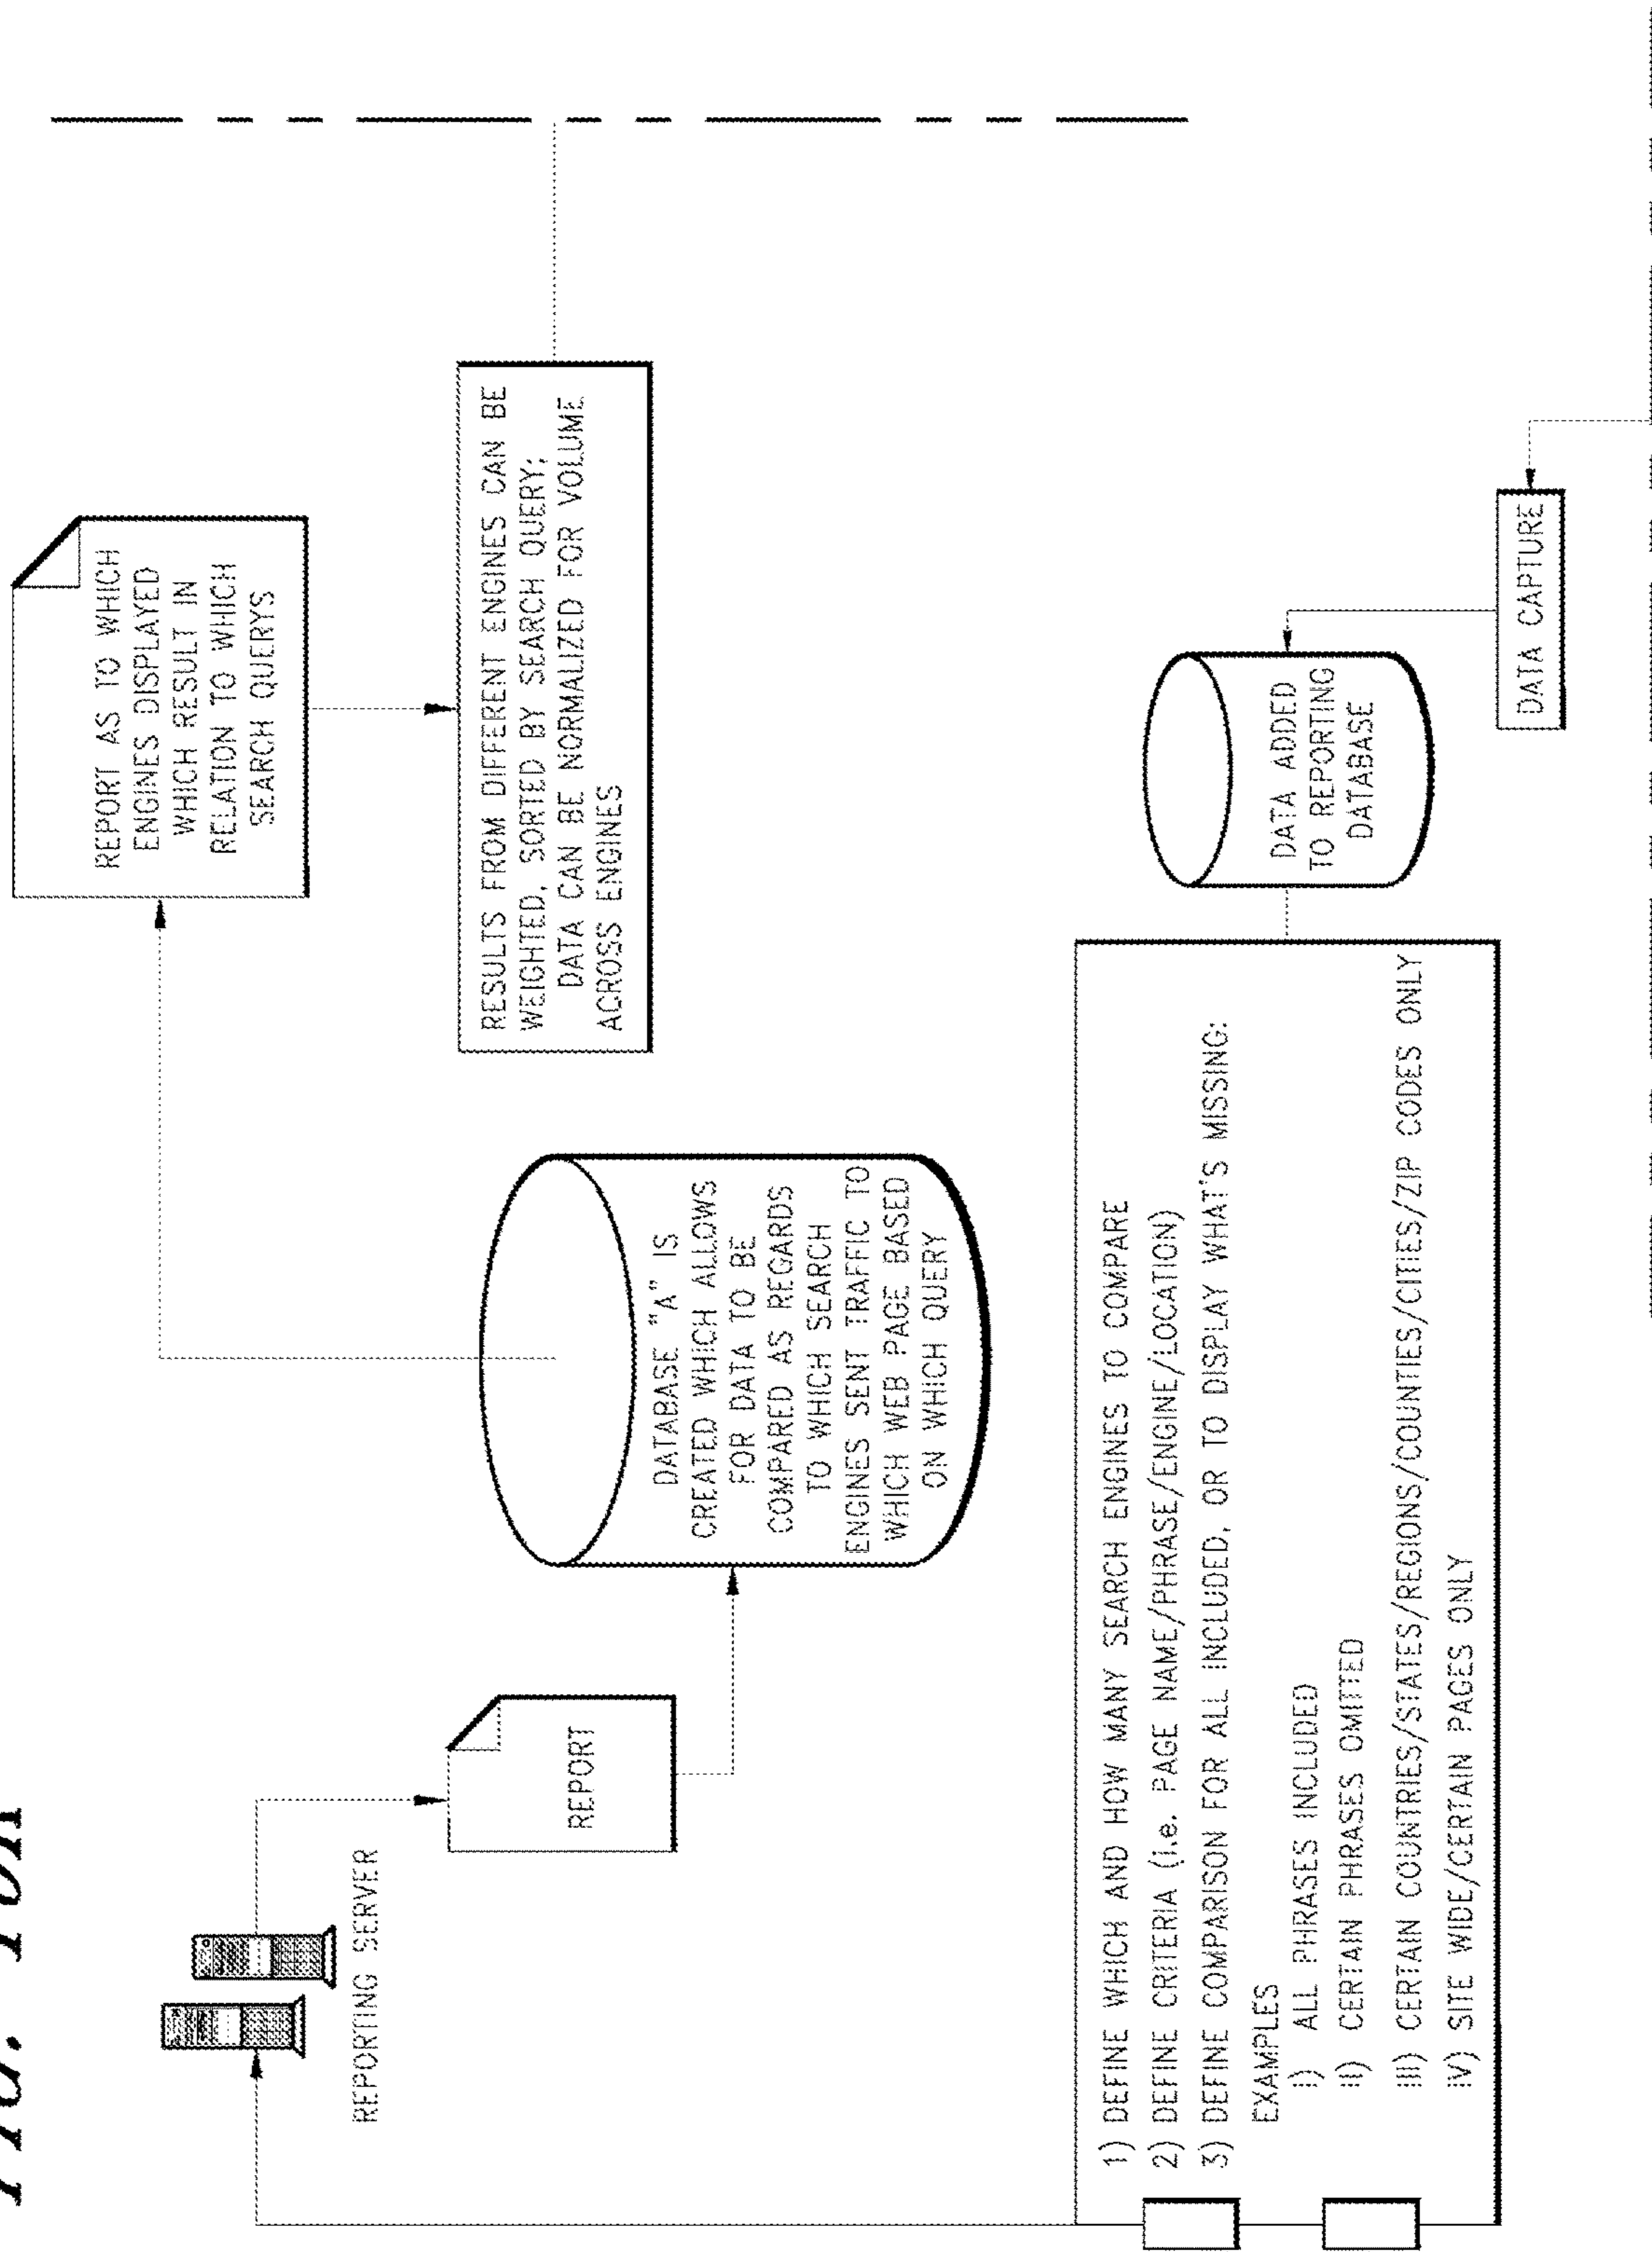 FIG.
REPORTING SERVER
REPORT
DATABASE "A" IS
CREATED WHICH ALLOWS
FOR DATA TO BE
COMPARED AS REGARDS
TO WHICH SEARCH
ENGINES SENT TRAFFIC TO
WHICH WEB PAGE BASED
ON WHICH QUERY
REPORT AS TO WHICH
ENGINES DISPLAYED
WHICH RESULT IN
RELATION TO WHICH
SEARCH QUERYS
RESULTS FROM DIFFERENT ENGINES CAN BE
WEIGHTED, SORTED BY SEARCH QUERY;
DATA CAN BE NORMALIZED FOR VOLUME
ACROSS ENGINES
1) DEFINE WHICH AND HOW MANY SEARCH ENGINES TO COMPARE
2) DEFINE CRITERIA (i.e. PAGE NAME/PHRASE/ENGINE/LOCATION)
3) DEFINE COMPARISON FOR ALL INCLUDED, OR TO DISPLAY WHAT'S MISSING:
EXAMPLES
I) ALL PHRASES INCLUDED
II) CERTAIN PHRASES OMITTED
III) CERTAIN COUNTRIES/STATES/REGIONS/COUNTIES/CITIES/ZIP CODES ONLY
IV) SITE WIDE/CERTAIN PAGES ONLY
DATA ADDED
TO REPORTING
DATABASE
DATA CAPTURE